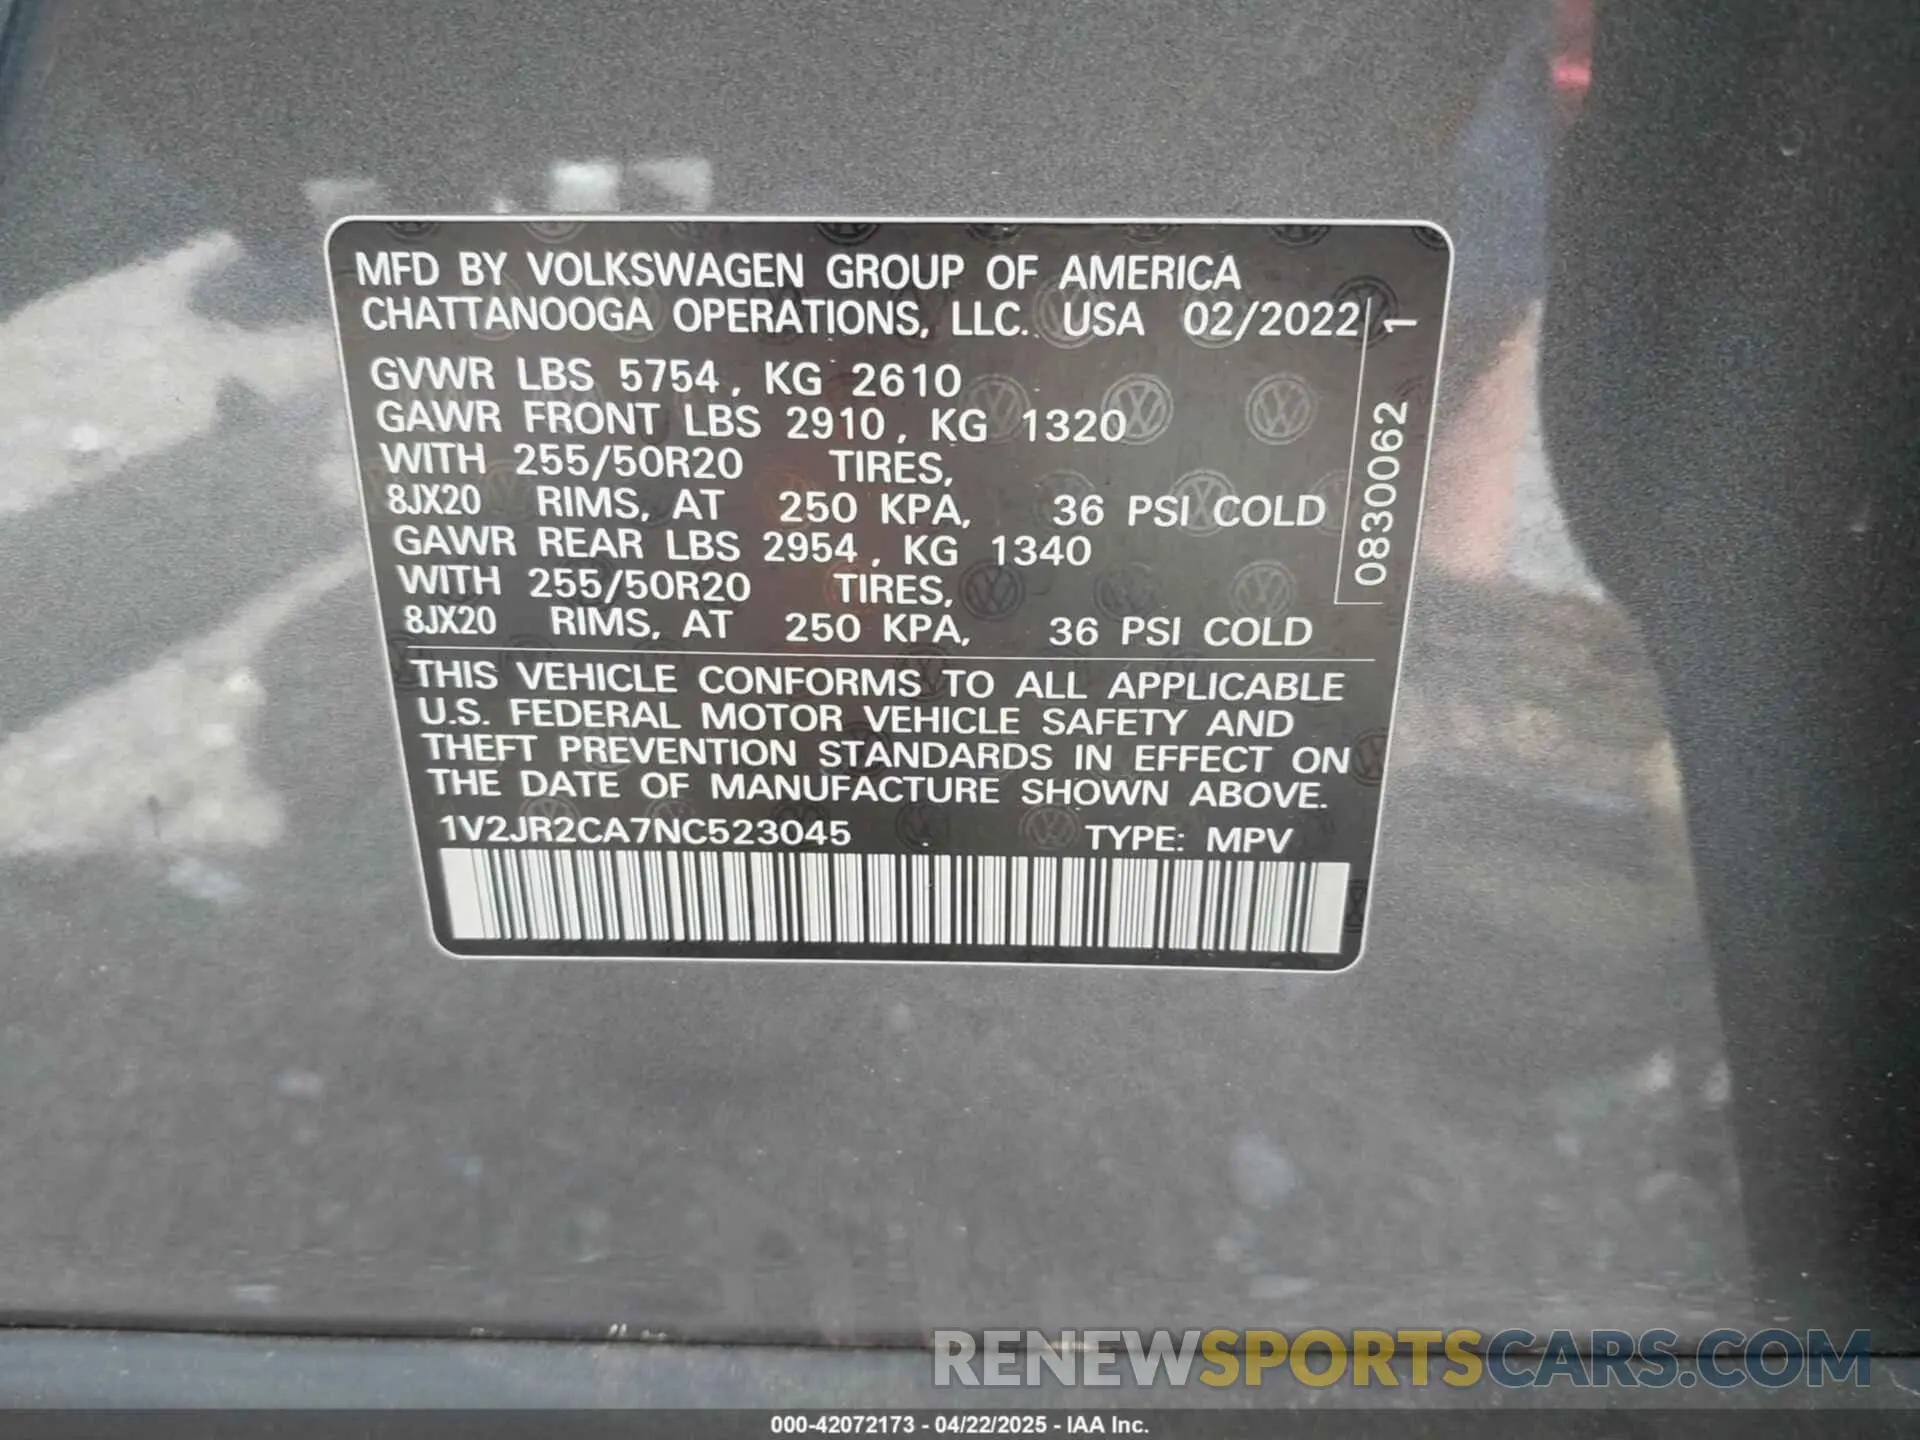 MFD BY VOLKSWAGEN GROUP OF AMERICA
CHATTANOOGA OPERATIONS, LLC. USA 02/2022
GVWR LBS 5754, KG 2610
GAWR FRONT LBS 2910, KG 1320
WITH 255/50R20 TIRES,
8JX20 RIMS, AT 250 KPA, 36 PSI COLD
GAWR REAR LBS 2954, KG 1340
WITH 255/50R20 TIRES,
8JX20 RIMS, AT 250 KPA, 36 PSI COLD
0830062 1
THIS VEHICLE CONFORMS TO ALL APPLICABLE
U.S. FEDERAL MOTOR VEHICLE SAFETY AND
THEFT PREVENTION STANDARDS IN EFFECT ON
THE DATE OF MANUFACTURE SHOWN ABOVE.
1V2JR2CA7NC523045 TYPE: MPV
RENEWSPORTSCARS.COM
000-42072173 - 04/22/2025 - IAA Inc.